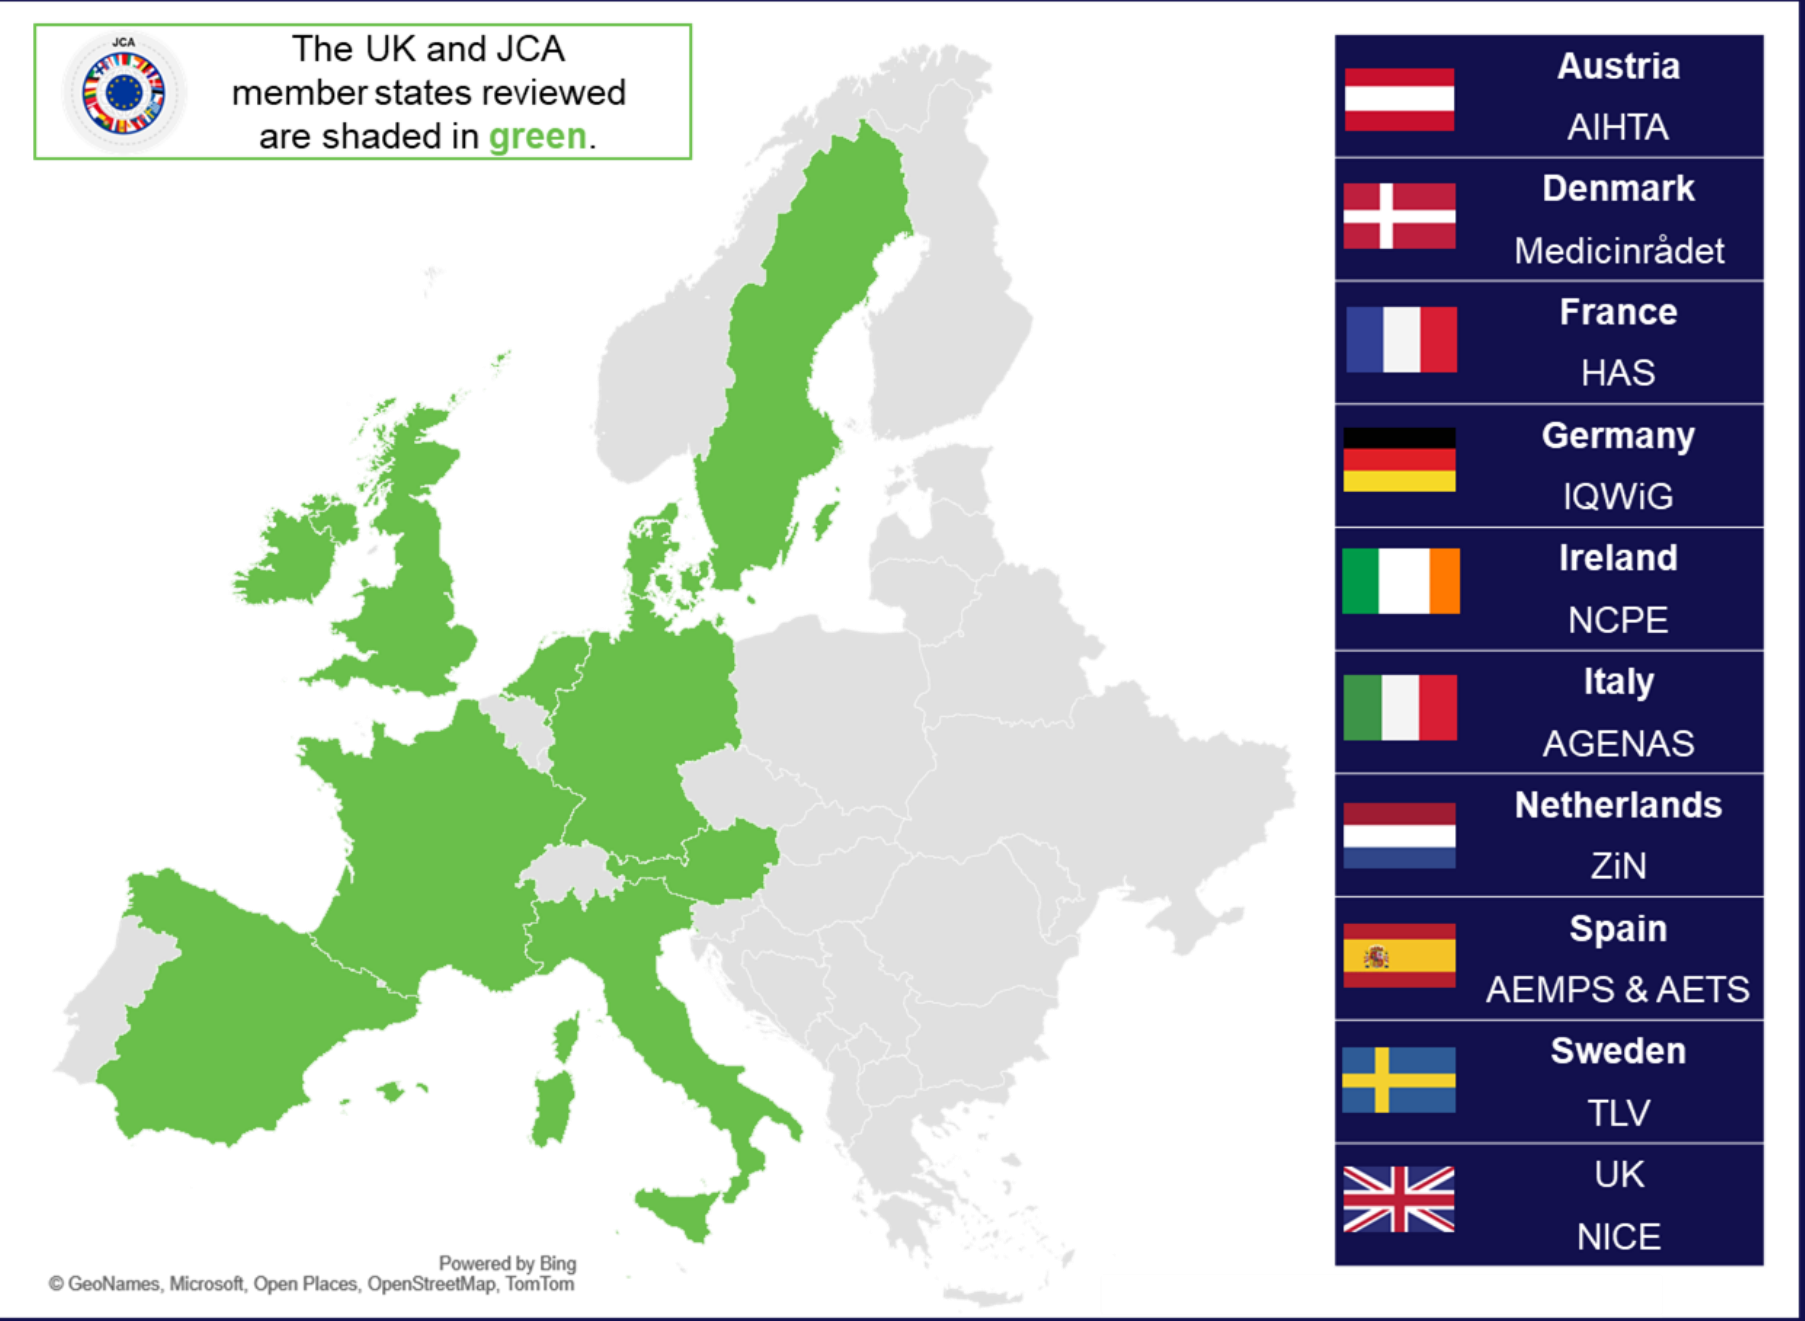 JCA
The UK and JCA
member states reviewed
are shaded in green.
Austria
AIHTA
Denmark
Medicinrådet
France
HAS
Germany
IQWiG
Ireland
NCPE
Italy
AGENAS
Netherlands
ZiN
Spain
AEMPS & AETS
Sweden
TLV
UK
NICE
Powered by Bing
© GeoNames, Microsoft, Open Places, OpenStreetMap, TomTom